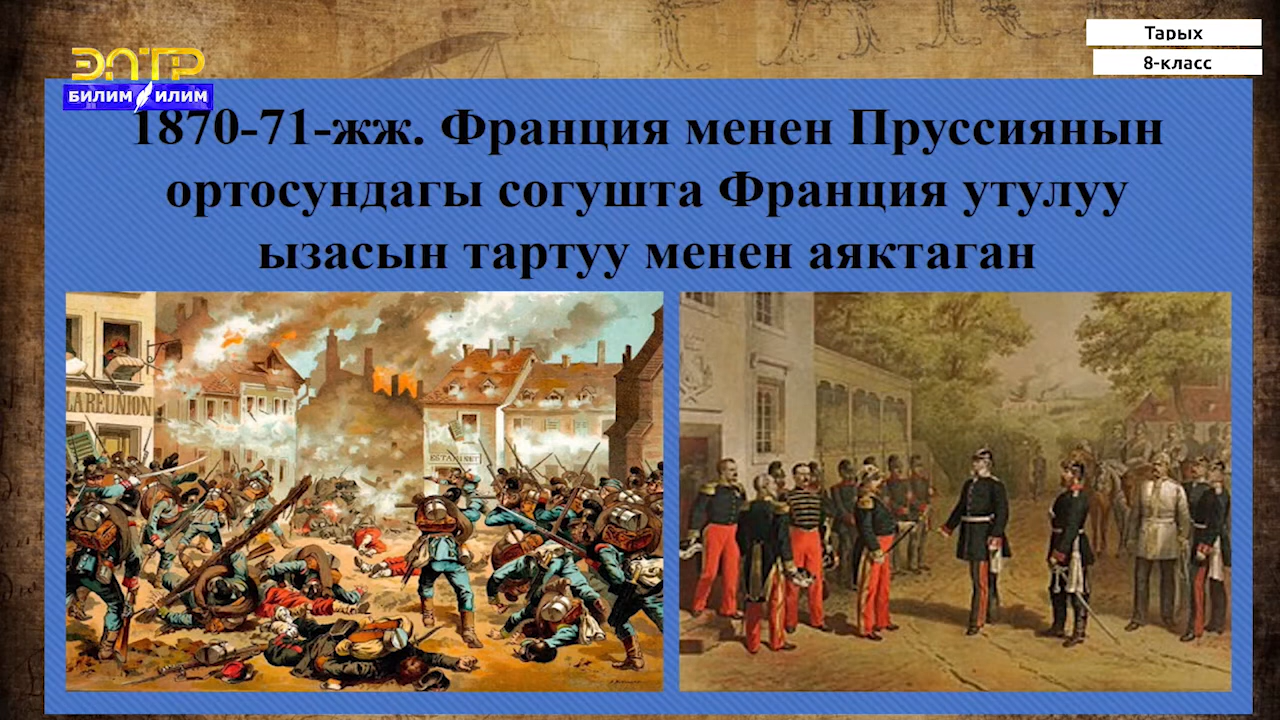 ЭЛТР
БИЛИМ ИЛИМ
Тарых
8-класс
1870-71-жж. Франция менен Пруссиянын
ортосундагы согушта Франция утулуу
ызасын тартуу менен аяктаган
LA REUNION
ESTAMINET